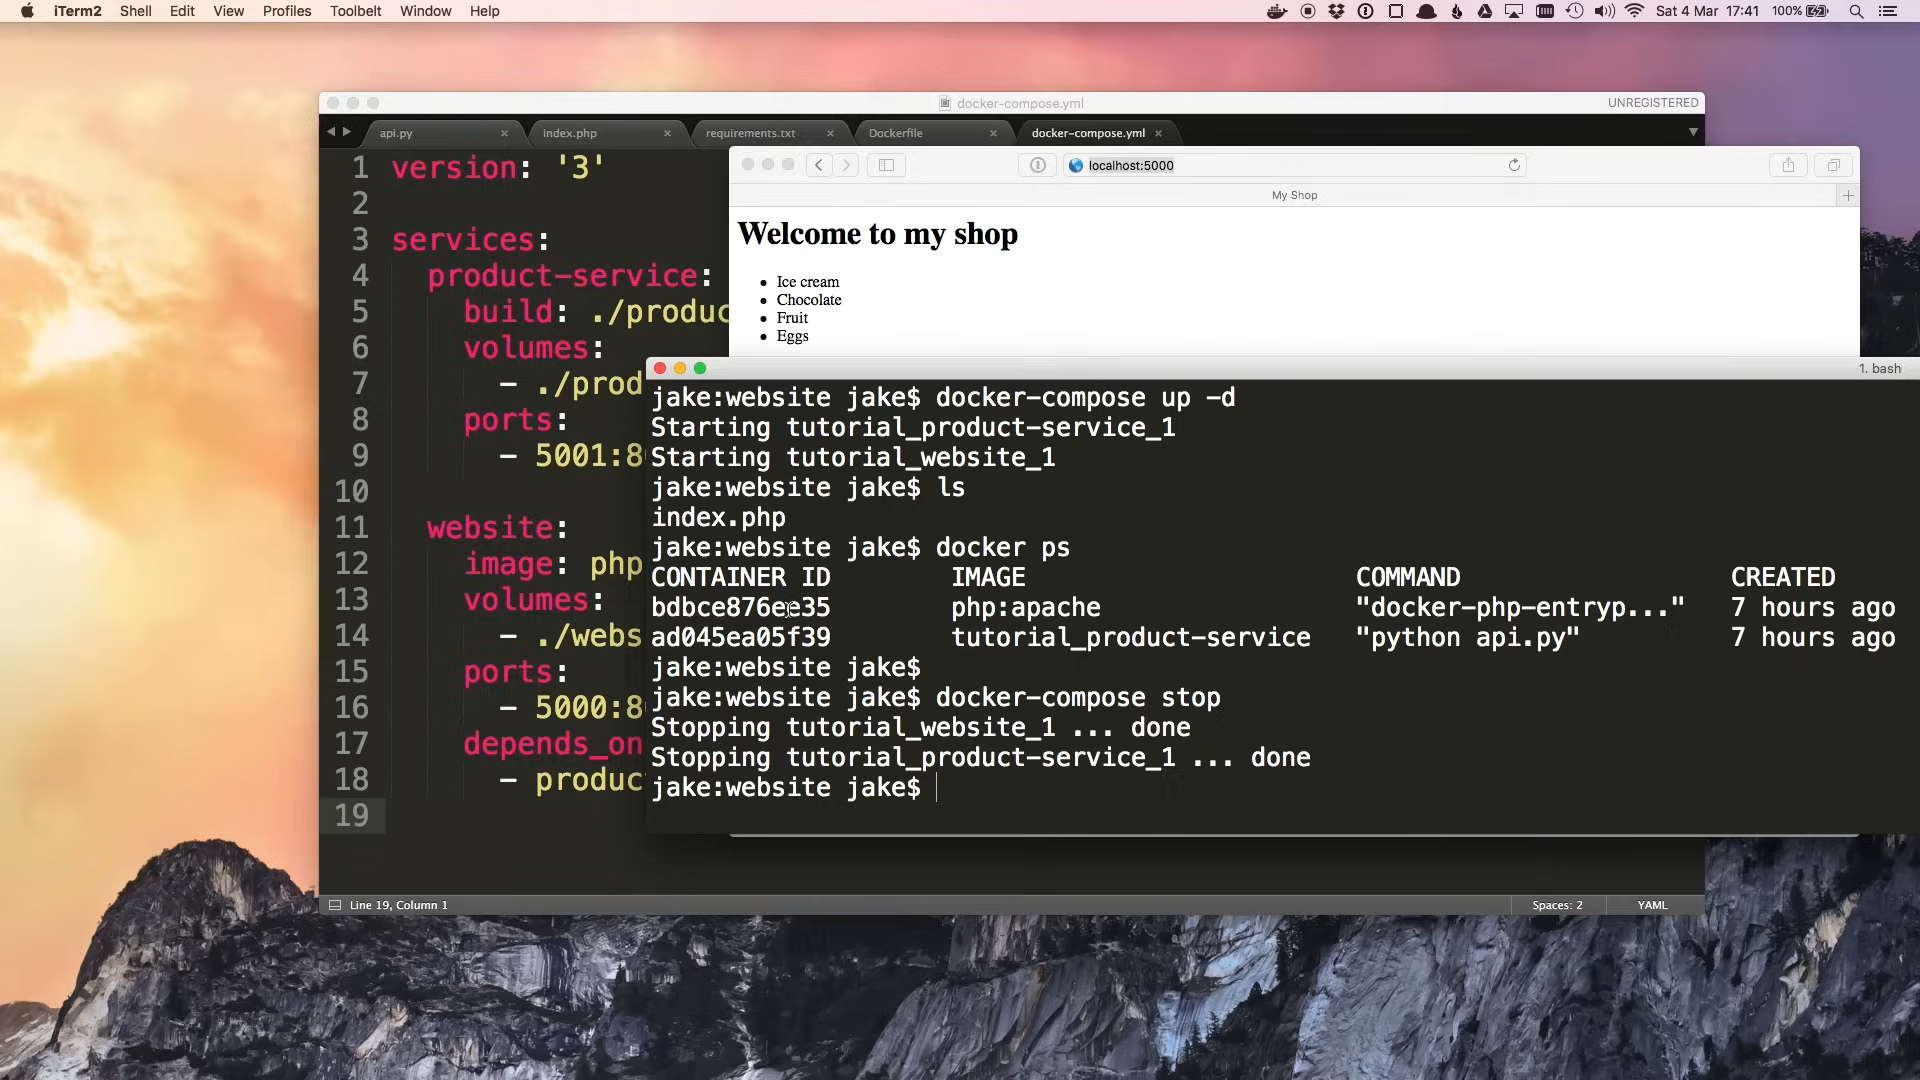 iTerm2 Shell Edit View Profiles Toolbelt Window Help
Sat 4 Mar 17:41 100%
docker-compose.yml
UNREGISTERED
api.py × index.php × requirements.txt × Dockerfile × docker-compose.yml ×
1 version: '3'
2
3 services:
4 product-service:
5 build: ./produc
6 volumes:
7 - ./prod
8 ports:
9 - 5001:8
10
11 website:
12 image: php
13 volumes:
14 - ./webs
15 ports:
16 - 5000:8
17 depends_on
18 - produc
19
localhost:5000
My Shop
Welcome to my shop
• Ice cream
• Chocolate
• Fruit
• Eggs
1. bash
jake:website jake$ docker-compose up -d
Starting tutorial_product-service_1
Starting tutorial_website_1
jake:website jake$ ls
index.php
jake:website jake$ docker ps
CONTAINER ID IMAGE COMMAND CREATED
bdbce876ee35 php:apache "docker-php-entryp..." 7 hours ago
ad045ea05f39 tutorial_product-service "python api.py" 7 hours ago
jake:website jake$
jake:website jake$ docker-compose stop
Stopping tutorial_website_1 ... done
Stopping tutorial_product-service_1 ... done
jake:website jake$
Line 19, Column 1
Spaces: 2
YAML